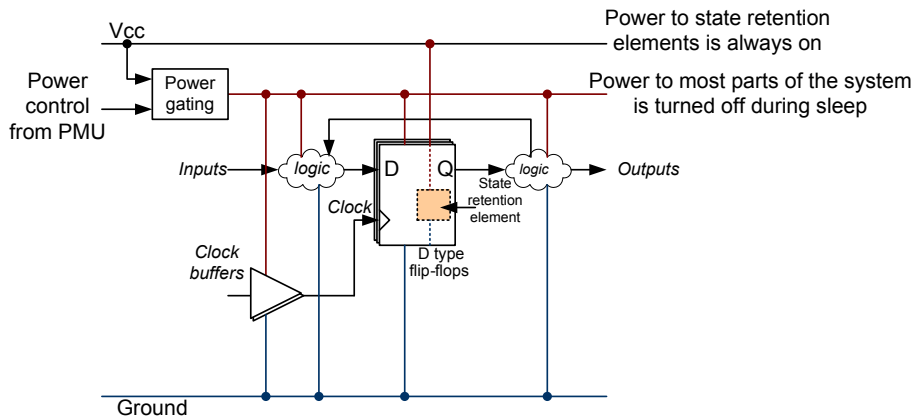 Vcc
Power to state retention
elements is always on
Power
gating
Power
control
from PMU
Power to most parts of the system
is turned off during sleep
Inputs
logic
D
Q
logic
Outputs
Clock
State
retention
element
Clock
buffers
D type
flip-flops
Ground